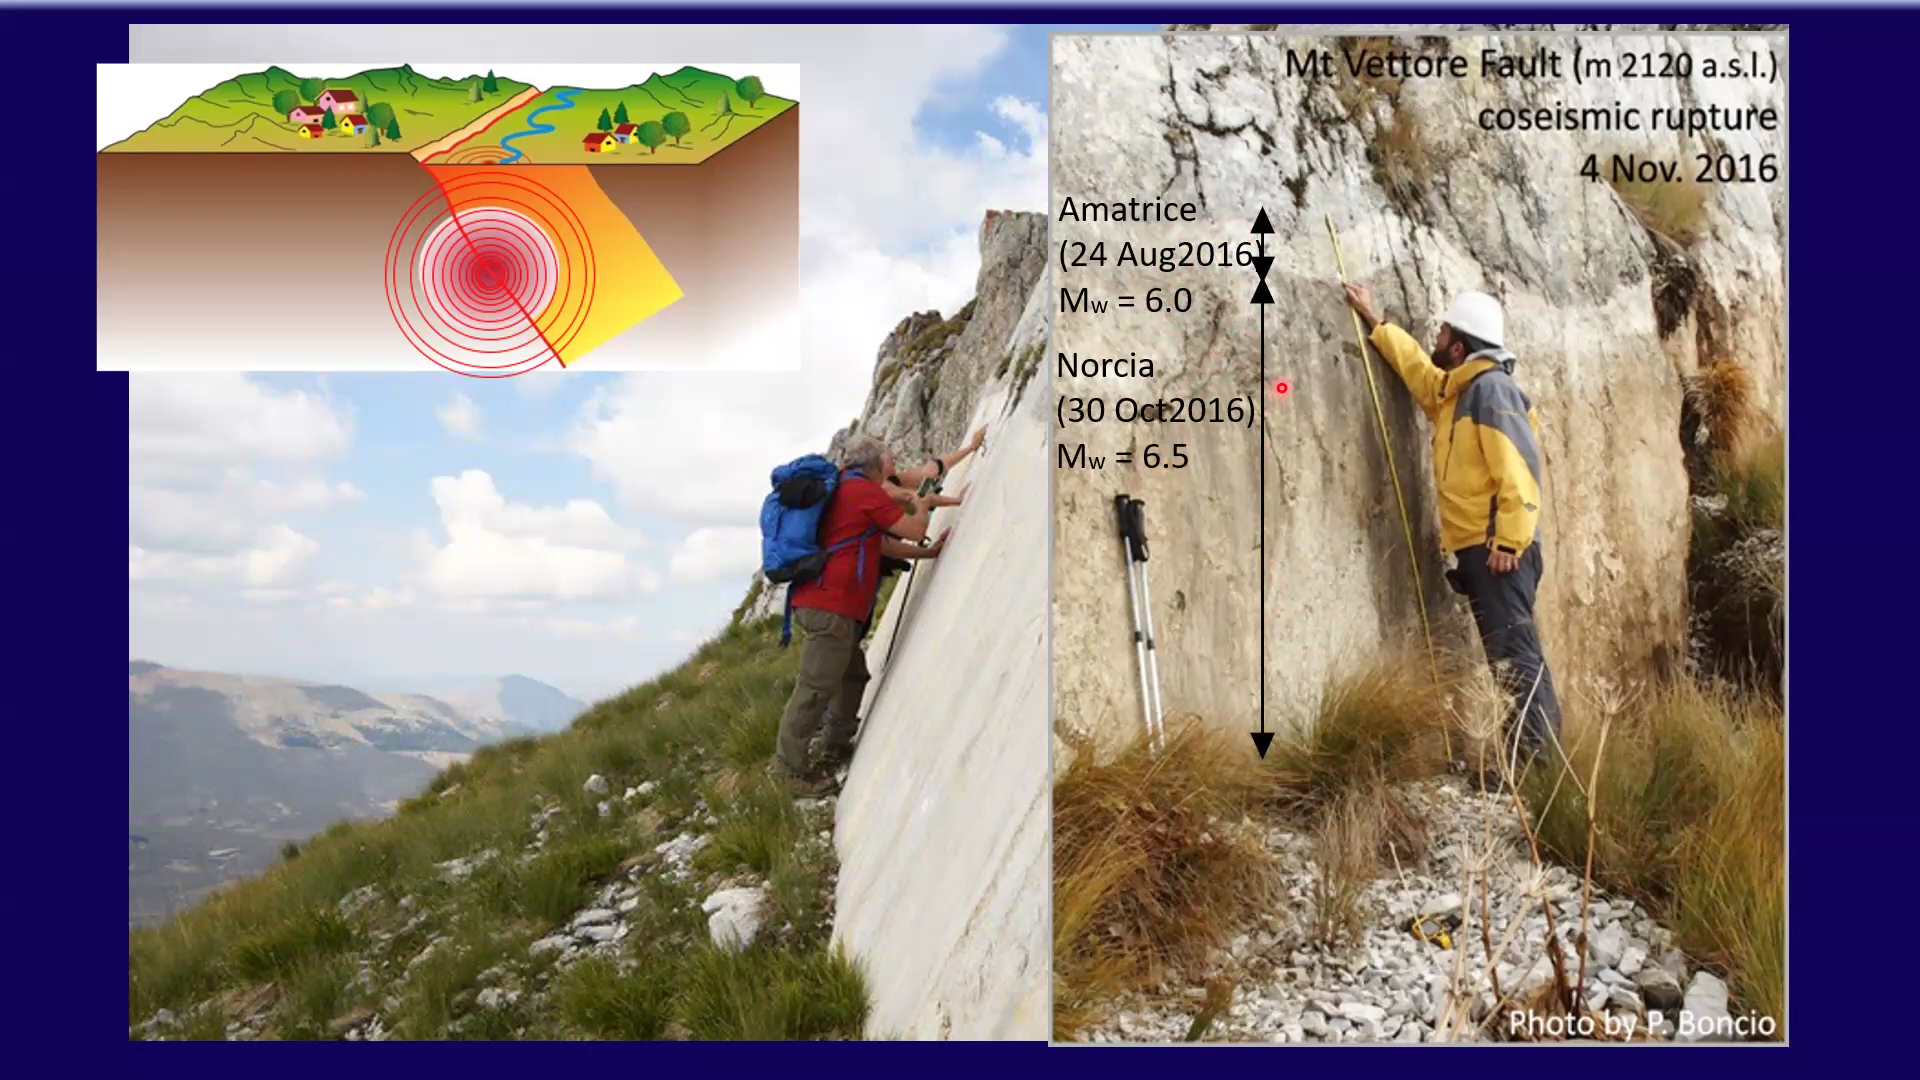 Mt Vettore Fault (m 2120 a.s.l.)
coseismic rupture
4 Nov. 2016
Amatrice
(24 Aug2016)
Mw = 6.0
Norcia
(30 Oct2016)
Mw = 6.5
Photo by P. Boncio